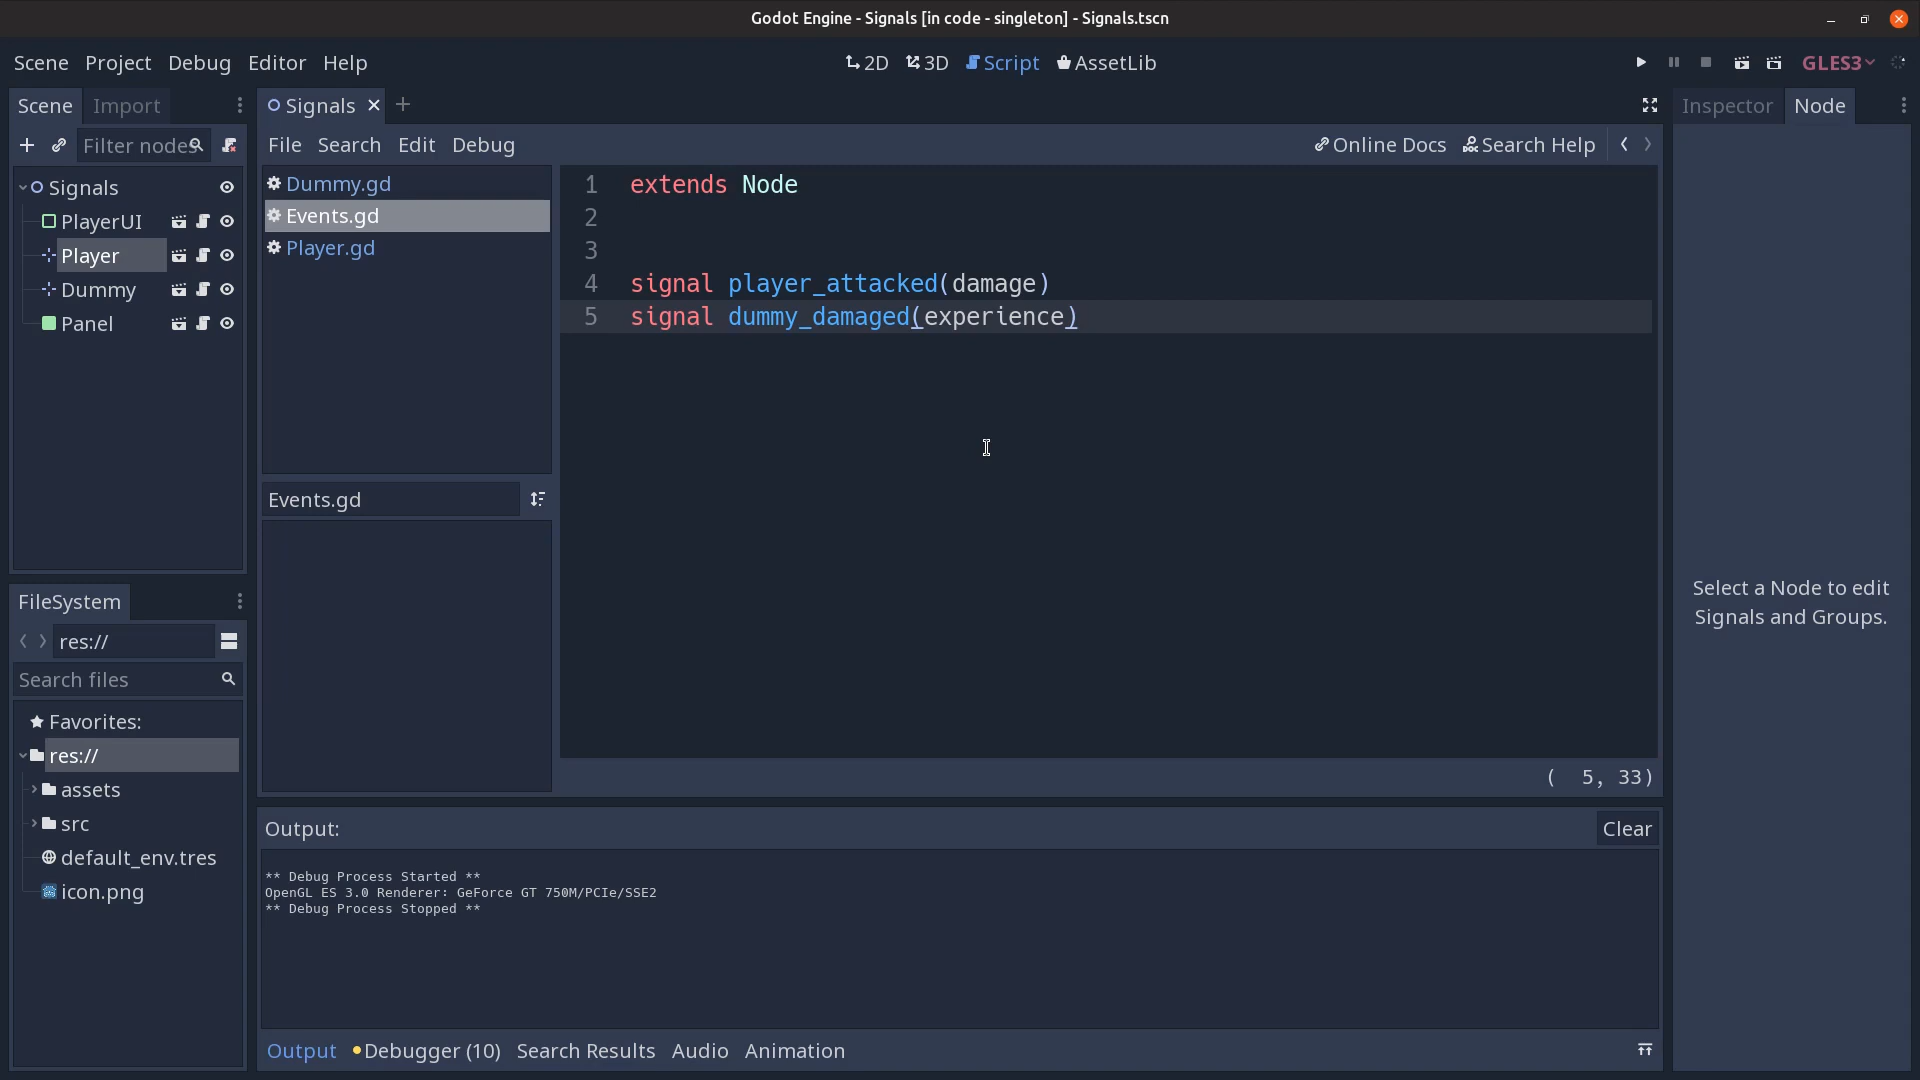 Godot Engine - Signals [in code - singleton] - Signals.tscn
Scene Project Debug Editor Help
2D 3D Script AssetLib
GLES3
Scene Import
Filter nodes
Signals
PlayerUI
Player
Dummy
Panel
FileSystem
res://
Search files
Favorites:
res://
assets
src
default_env.tres
icon.png
Signals
File Search Edit Debug
Online Docs Search Help
Dummy.gd
Events.gd
Player.gd
Events.gd
1 extends Node
2
3
4 signal player_attacked(damage)
5 signal dummy_damaged(experience)
( 5, 33)
Output:
Clear
** Debug Process Started **
OpenGL ES 3.0 Renderer: GeForce GT 750M/PCIe/SSE2
** Debug Process Stopped **
Output Debugger (10) Search Results Audio Animation
Inspector Node
Select a Node to edit
Signals and Groups.